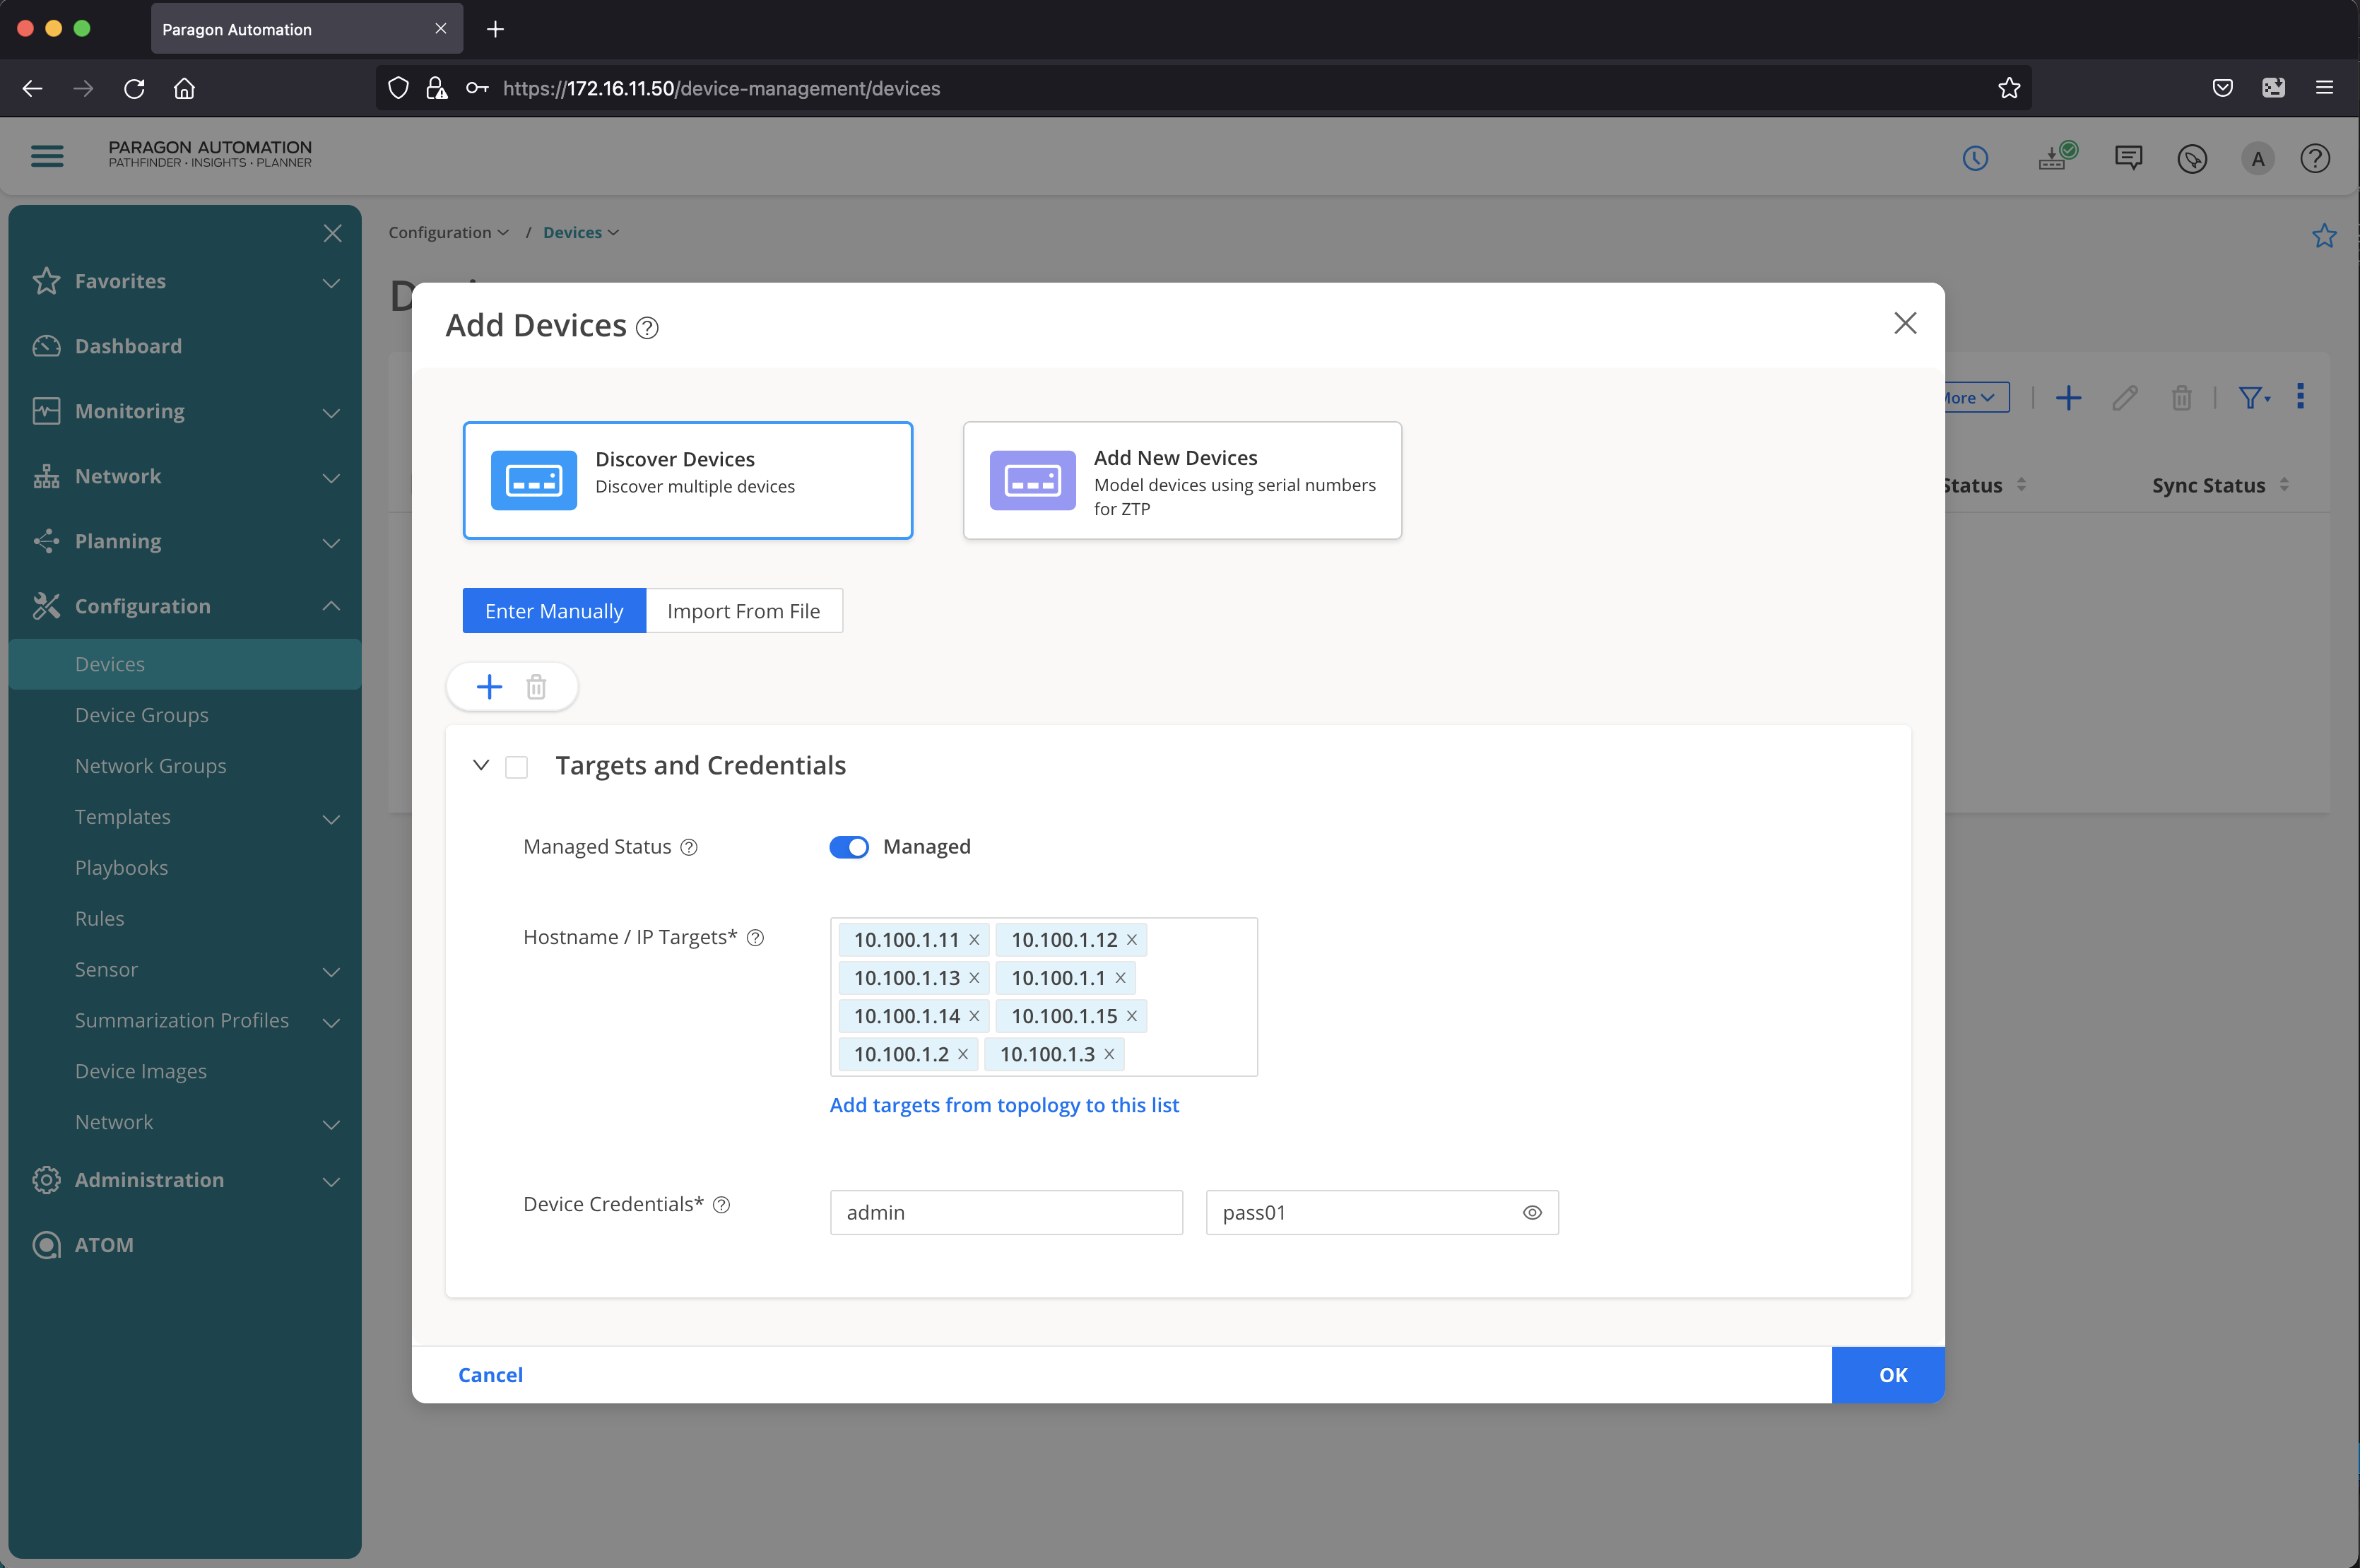 Paragon Automation
https://172.16.11.50/device-management/devices
PARAGON AUTOMATION
PATHFINDER · INSIGHTS · PLANNER
A
Favorites
Dashboard
Monitoring
Network
Planning
Configuration
Devices
Device Groups
Network Groups
Templates
Playbooks
Rules
Sensor
Summarization Profiles
Device Images
Network
Administration
ATOM
Configuration / Devices
Add Devices
Discover Devices
Discover multiple devices
Add New Devices
Model devices using serial numbers
for ZTP
Enter Manually Import From File
Targets and Credentials
Managed Status Managed
Hostname / IP Targets*
10.100.1.11 10.100.1.12
10.100.1.13 10.100.1.1
10.100.1.14 10.100.1.15
10.100.1.2 10.100.1.3
Add targets from topology to this list
Device Credentials* admin pass01
Cancel OK
Status Sync Status